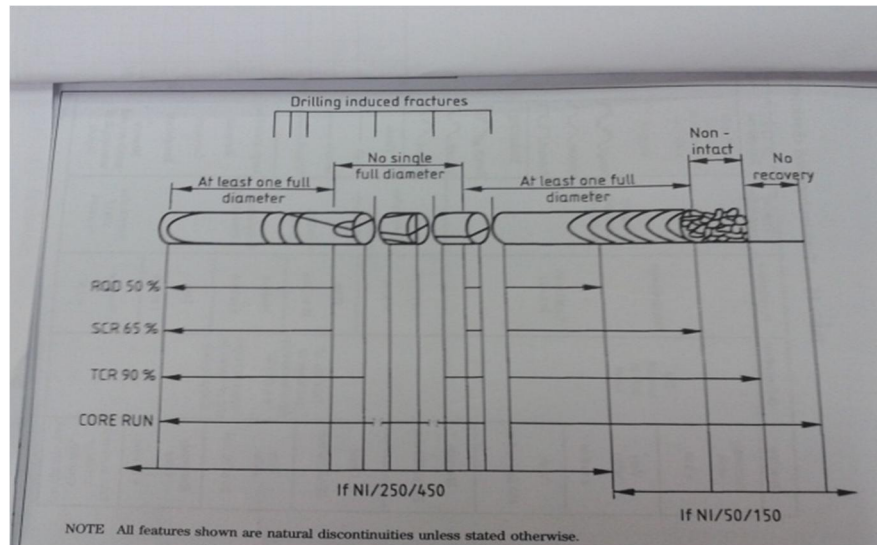 Drilling induced fractures
Non -
intact
No
recovery
No single
full diameter
At least one full
diameter
At least one full
diameter
RQD 50 %
SCR 65 %
TCR 90 %
CORE RUN
If NI/250/450
If NI/50/150
NOTE All features shown are natural discontinuities unless stated otherwise.